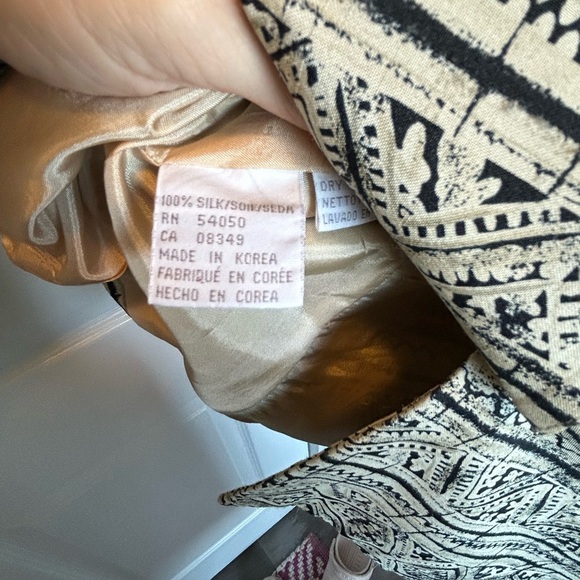 100% SILK/SOIE/SEDA
RN 54050
CA 08349
MADE IN KOREA
FABRIQUÉ EN CORÉE
HECHO EN COREA
DRY
NETTO
LAVADO E